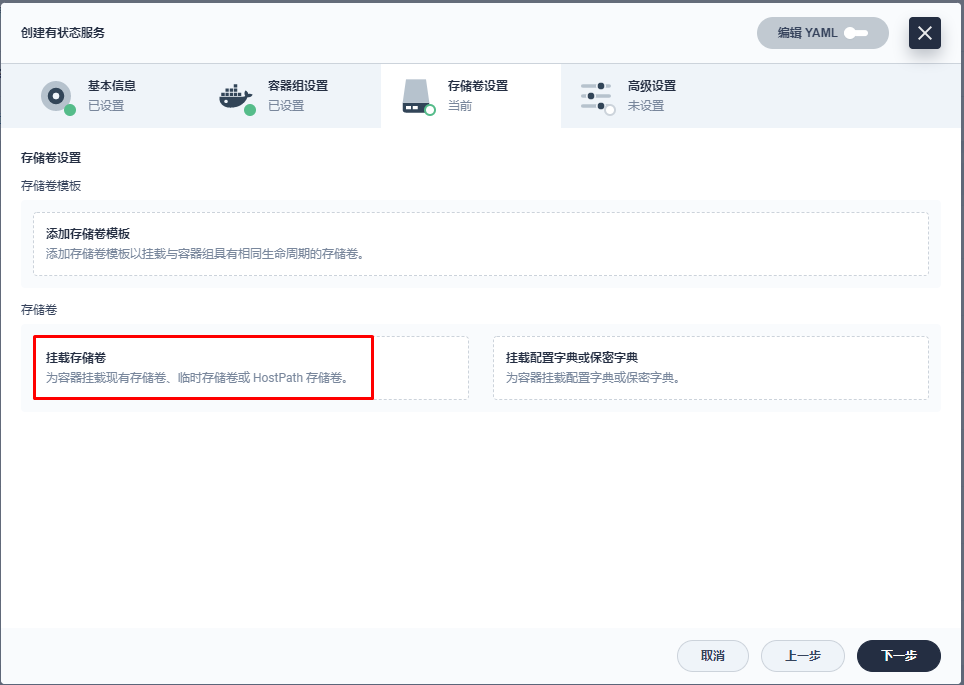 创建有状态服务
编辑 YAML
基本信息
已设置
容器组设置
已设置
存储卷设置
当前
高级设置
未设置
存储卷设置
存储卷模板
添加存储卷模板
添加存储卷模板以挂载与容器组具有相同生命周期的存储卷。
存储卷
挂载存储卷
为容器挂载现有存储卷、临时存储卷或 HostPath 存储卷。
挂载配置字典或保密字典
为容器挂载配置字典或保密字典。
取消
上一步
下一步